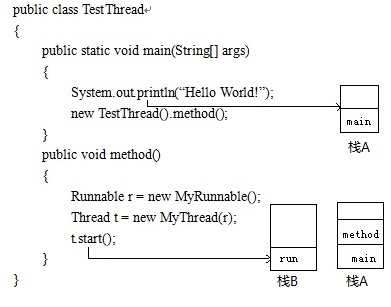 public class TestThread↵
{
public static void main(String[] args)
{
System.out.println(“Hello World!”);
new TestThread().method();
}
main
栈A
public void method()
{
Runnable r = new MyRunnable();
Thread t = new MyThread(r);
t.start();
}
}
method
run
main
栈B
栈A